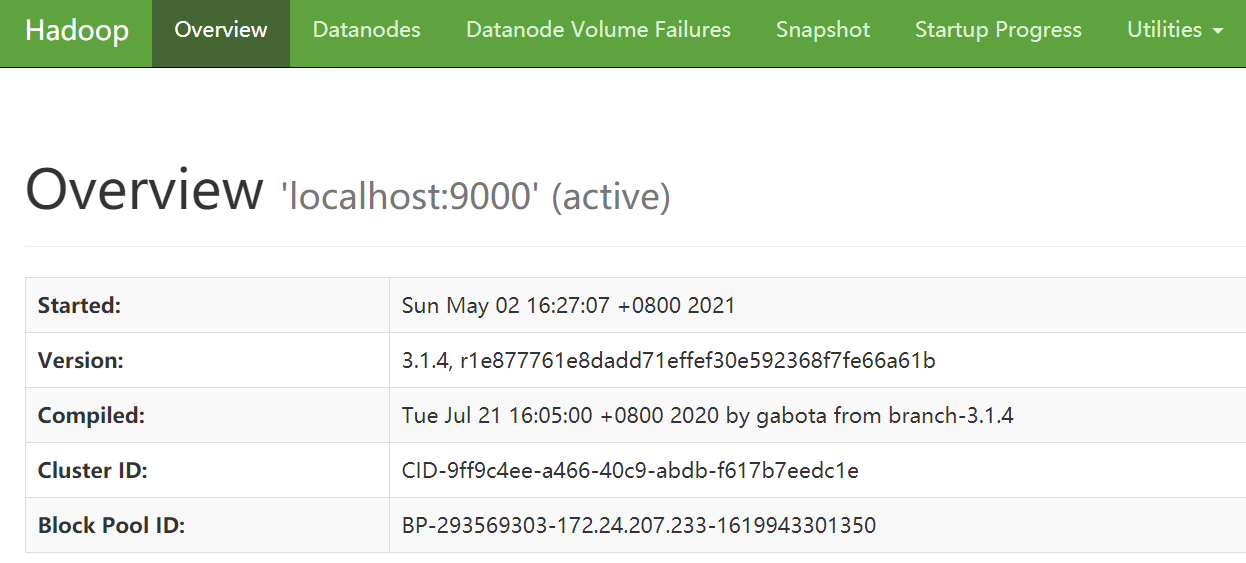 Hadoop Overview Datanodes Datanode Volume Failures Snapshot Startup Progress Utilities
Overview 'localhost:9000' (active)
Started: Sun May 02 16:27:07 +0800 2021
Version: 3.1.4, r1e877761e8dadd71effef30e592368f7fe66a61b
Compiled: Tue Jul 21 16:05:00 +0800 2020 by gabota from branch-3.1.4
Cluster ID: CID-9ff9c4ee-a466-40c9-abdb-f617b7eedc1e
Block Pool ID: BP-293569303-172.24.207.233-1619943301350